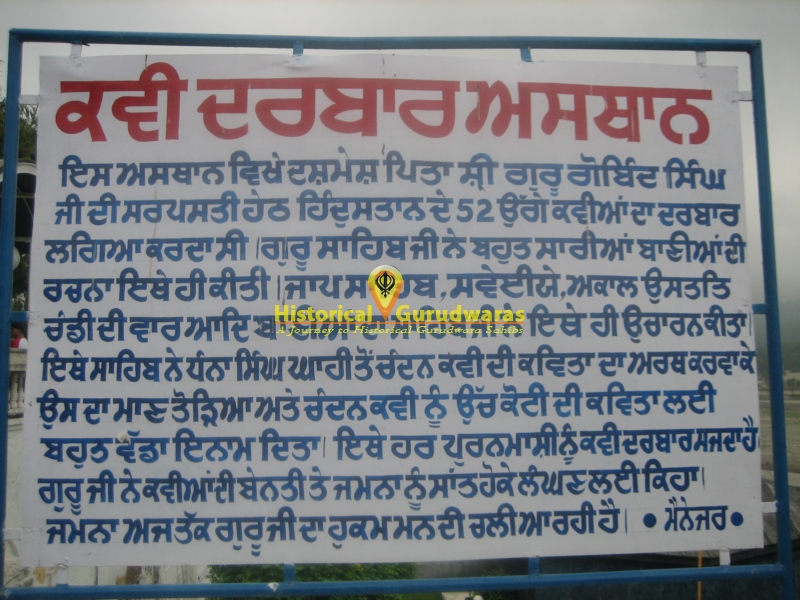 ਕਵੀ ਦਰਬਾਰ ਅਸਥਾਨ
ਇਸ ਅਸਥਾਨ ਵਿਖੇ ਦਸ਼ਮੇਸ਼ ਪਿਤਾ ਸ਼੍ਰੀ ਗੁਰੂ ਗੋਬਿੰਦ ਸਿੰਘ
ਜੀ ਦੀ ਸਰਪਸਤੀ ਹੇਠ ਹਿੰਦੁਸਤਾਨ ਦੇ 52 ਉੱਗੇ ਕਵੀਆਂ ਦਾ ਦਰਬਾਰ
ਲਗਿਆ ਕਰਦਾ ਸੀ। ਗੁਰੂ ਸਾਹਿਬ ਜੀ ਨੇ ਬਹੁਤ ਸਾਰੀਆਂ ਬਾਣੀਆਂ ਦੀ
ਰਚਨਾ ਇਥੇ ਹੀ ਕੀਤੀ। ਜਾਪ ਸਾਹਿਬ, ਸਵੇਈਯੇ, ਅਕਾਲ ਉਸਤਤਿ
ਚੰਡੀ ਦੀ ਵਾਰ ਆਦਿ ਇਥੇ ਹੀ ਉਚਾਰਨ ਕੀਤਾ।
Historical Gurudwaras
A Journey to Historical Gurudwara Sahibs
ਇਥੇ ਸਾਹਿਬ ਨੇ ਧੰਨਾ ਸਿੰਘ ਘਾਹੀ ਤੋਂ ਚੰਦਨ ਕਵੀ ਦੀ ਕਵਿਤਾ ਦਾ ਅਰਥ ਕਰਵਾ ਕੇ
ਉਸ ਦਾ ਮਾਣ ਤੋੜਿਆ ਅਤੇ ਚੰਦਨ ਕਵੀ ਨੂੰ ਉੱਚ ਕੋਟੀ ਦੀ ਕਵਿਤਾ ਲਈ
ਬਹੁਤ ਵੱਡਾ ਇਨਾਮ ਦਿਤਾ। ਇਥੇ ਹਰ ਪੂਰਨਮਾਸ਼ੀ ਨੂੰ ਕਵੀ ਦਰਬਾਰ ਸਜਦਾ ਹੈ।
ਗੁਰੂ ਜੀ ਨੇ ਕਵੀਆਂ ਦੀ ਬੇਨਤੀ ਤੇ ਜਮਨਾ ਨੂੰ ਸਾਂਤ ਹੋਕੇ ਲੰਘਣ ਲਈ ਕਿਹਾ।
ਜਮਨਾ ਅਜ ਤੱਕ ਗੁਰੂ ਜੀ ਦਾ ਹੁਕਮ ਮਨਦੀ ਚਲੀ ਆ ਰਹੀ ਹੈ। • ਮੈਨੇਜਰ •